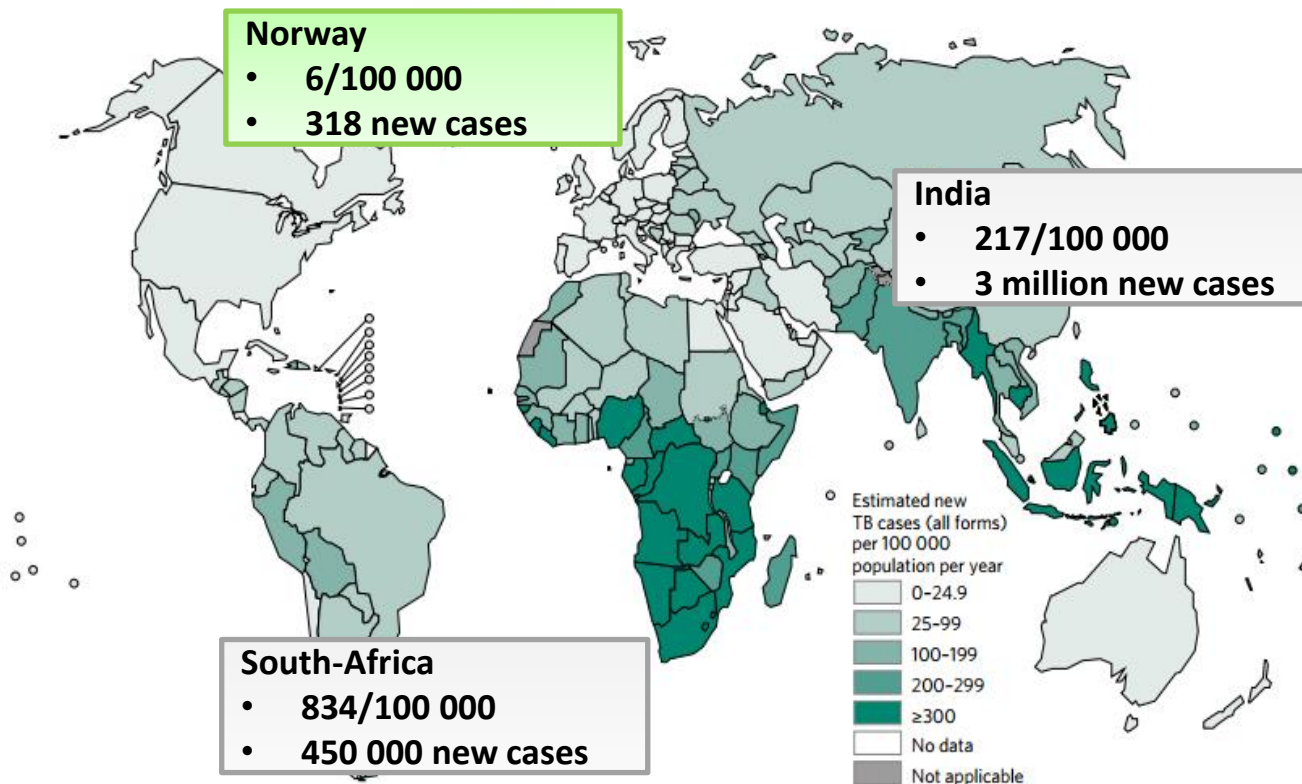 Norway
• 6/100 000
• 318 new cases
India
• 217/100 000
• 3 million new cases
South-Africa
• 834/100 000
• 450 000 new cases
Estimated new
TB cases (all forms)
per 100 000
population per year
0–24.9
25–99
100–199
200–299
≥300
No data
Not applicable